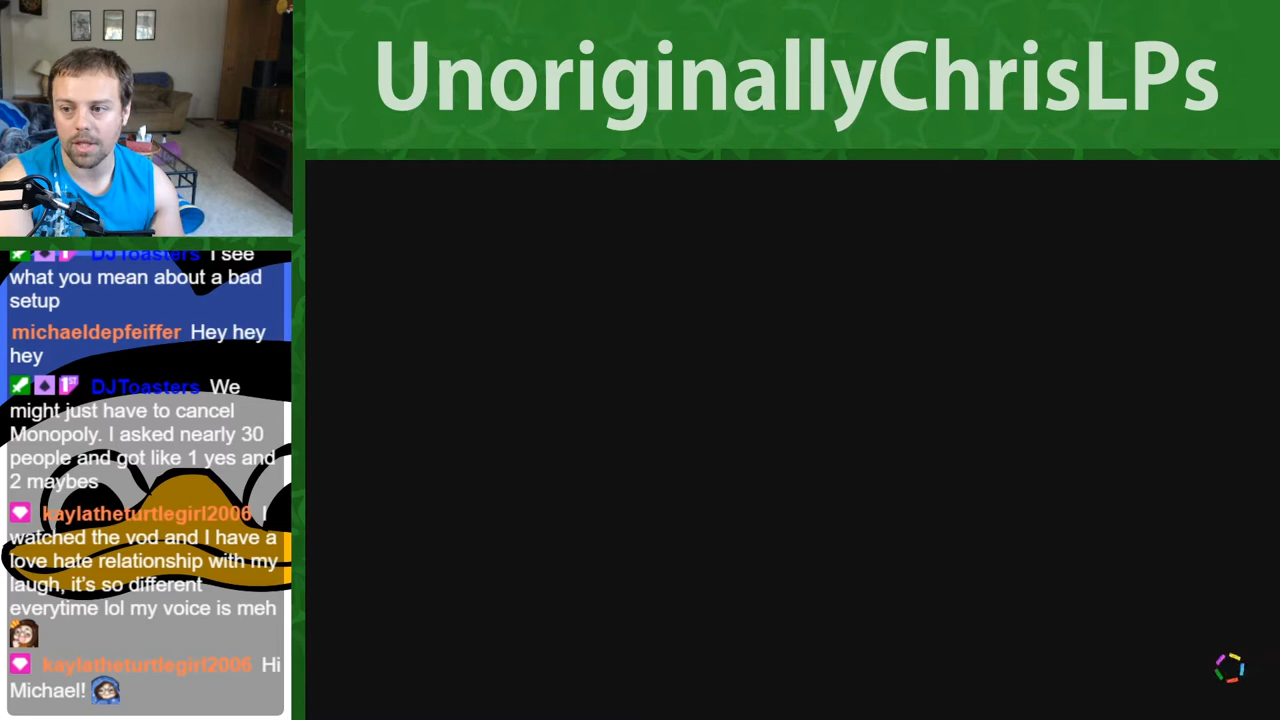 UnoriginallyChrisLPs
DJToasters I see
what you mean about a bad
setup
michaeldepfeiffer Hey hey
hey
1ST DJToasters We
might just have to cancel
Monopoly. I asked nearly 30
people and got like 1 yes and
2 maybes
kaylatheturtlegirl2006 I
watched the vod and I have a
love hate relationship with my
laugh, it's so different
everytime lol my voice is meh
kaylatheturtlegirl2006 Hi
Michael!